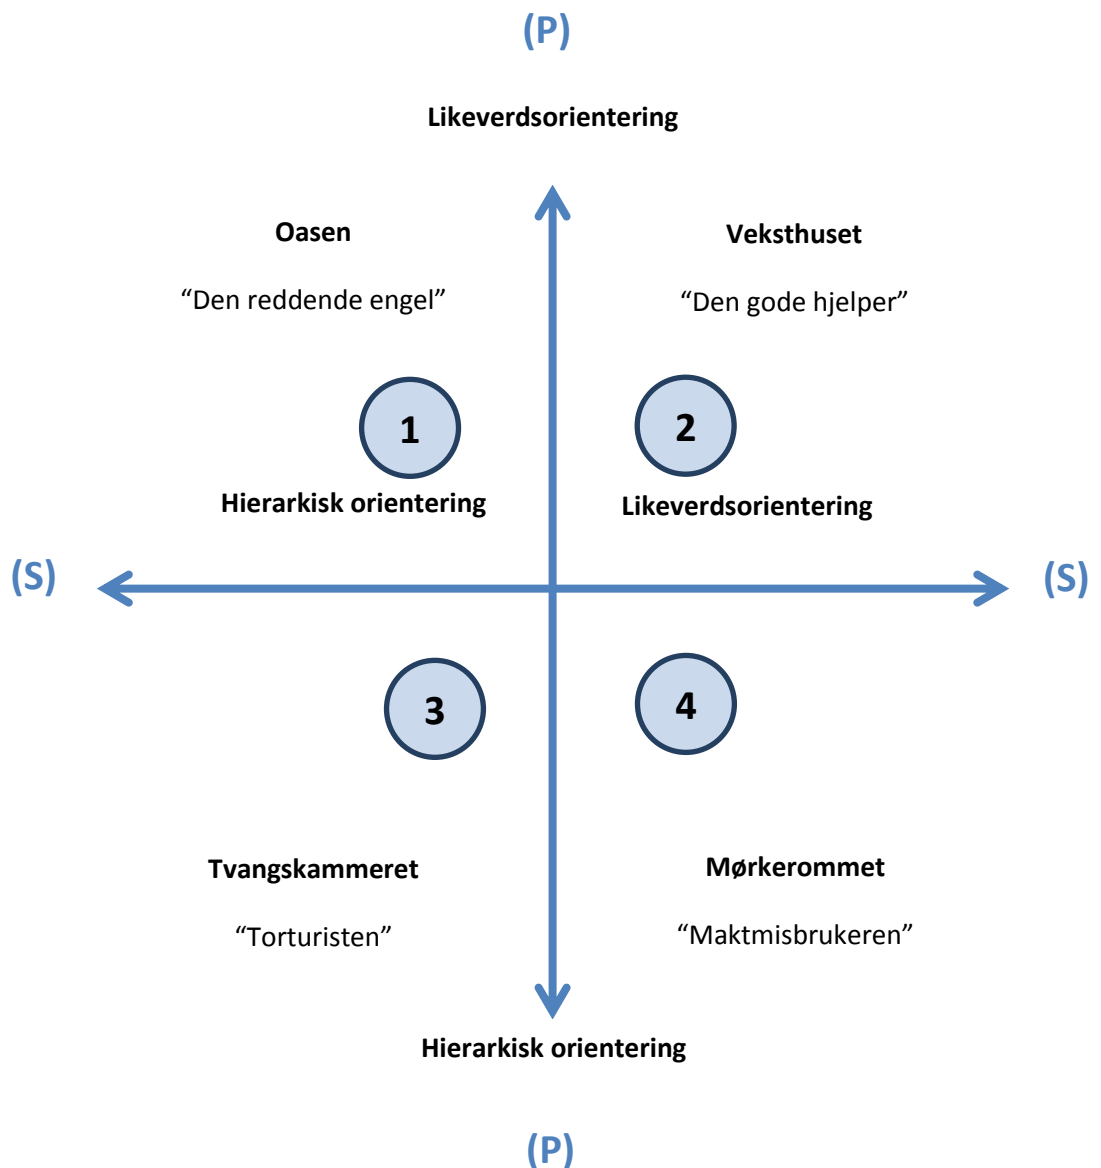 (P)
Likeverdsorientering
Oasen
Veksthuset
“Den reddende engel”
“Den gode hjelper”
1
2
Hierarkisk orientering
Likeverdsorientering
(S)
(S)
3
4
Tvangskammeret
Mørkerommet
“Torturisten”
“Maktmisbrukeren”
Hierarkisk orientering
(P)